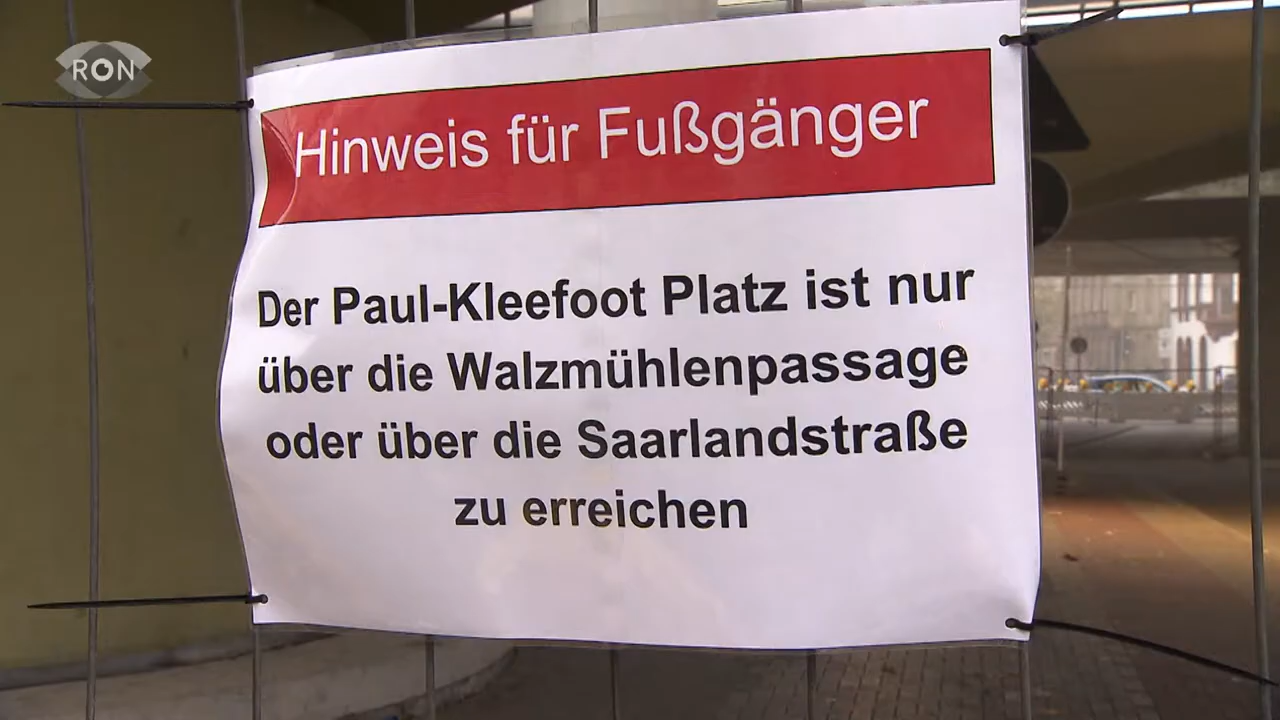 RON
Hinweis für Fußgänger
Der Paul-Kleefoot Platz ist nur
über die Walzmühlenpassage
oder über die Saarlandstraße
zu erreichen